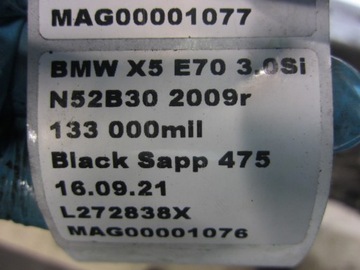 MAG00001077
BMW X5 E70 3.0Si
N52B30 2009r
133 000mil
Black Sapp 475
16.09.21
L272838X
MAG00001076